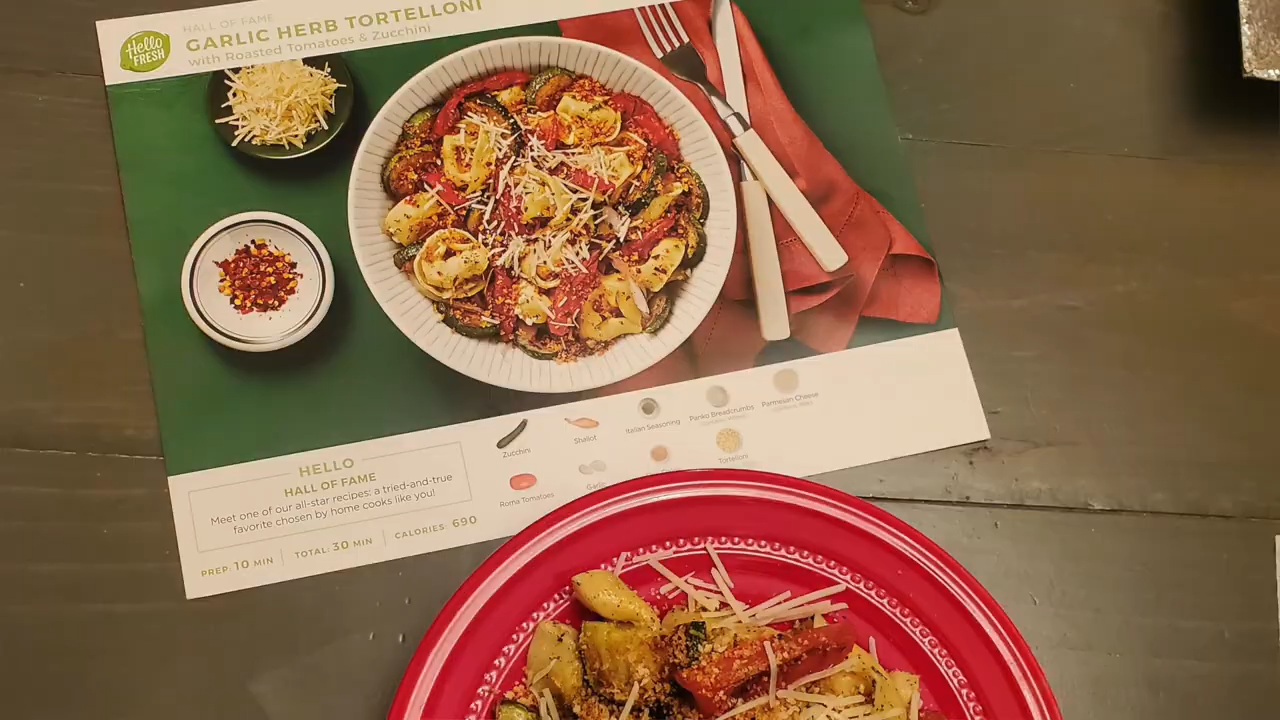 Hello
FRESH
HALL OF FAME
GARLIC HERB TORTELLONI
with Roasted Tomatoes & Zucchini
Zucchini
Shallot
Italian Seasoning
Panko Breadcrumbs
Parmesan Cheese
Roma Tomatoes
Garlic
Tortelloni
HELLO
HALL OF FAME
Meet one of our all-star recipes: a tried-and-true
favorite chosen by home cooks like you!
PREP: 10 MIN
TOTAL: 30 MIN
CALORIES: 690